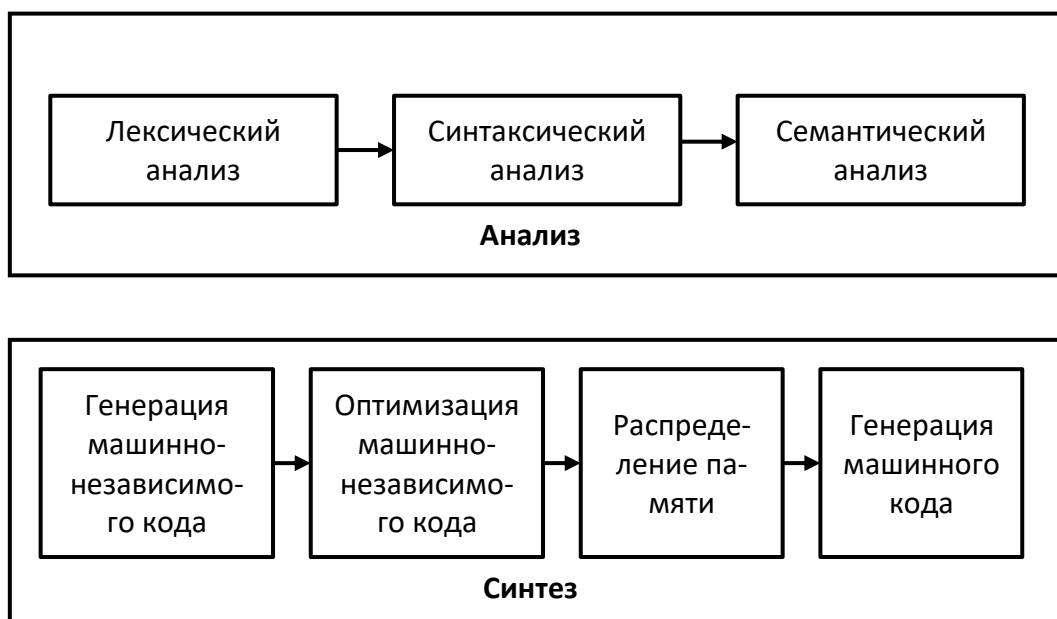 Лексический
анализ
Синтаксический
анализ
Семантический
анализ
Анализ
Генерация
машинно-
независимо-
го кода
Оптимизация
машинно-
независимо-
го кода
Распреде-
ление па-
мяти
Генерация
машинного
кода
Синтез